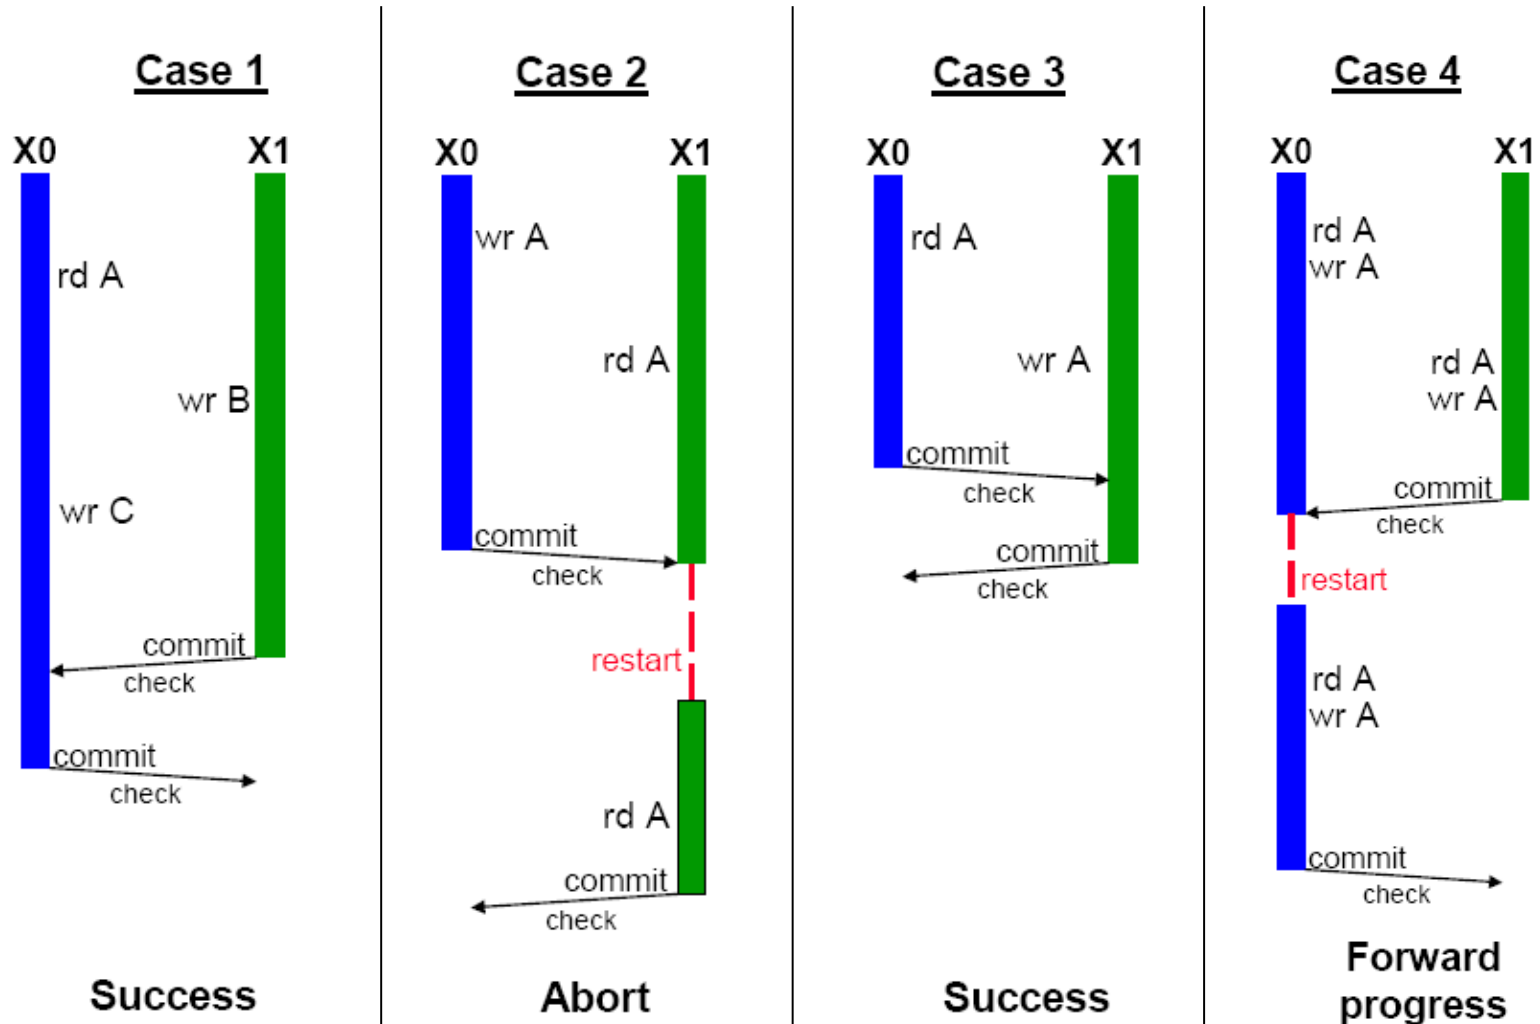 Case 1
X0 X1
rd A
wr B
wr C
commit
check
commit
check
Success
Case 2
X0 X1
wr A
rd A
commit
check
restart
rd A
commit
check
Abort
Case 3
X0 X1
rd A
wr A
commit
check
commit
check
Success
Case 4
X0 X1
rd A
wr A
rd A
wr A
commit
check
restart
rd A
wr A
commit
check
Forward
progress